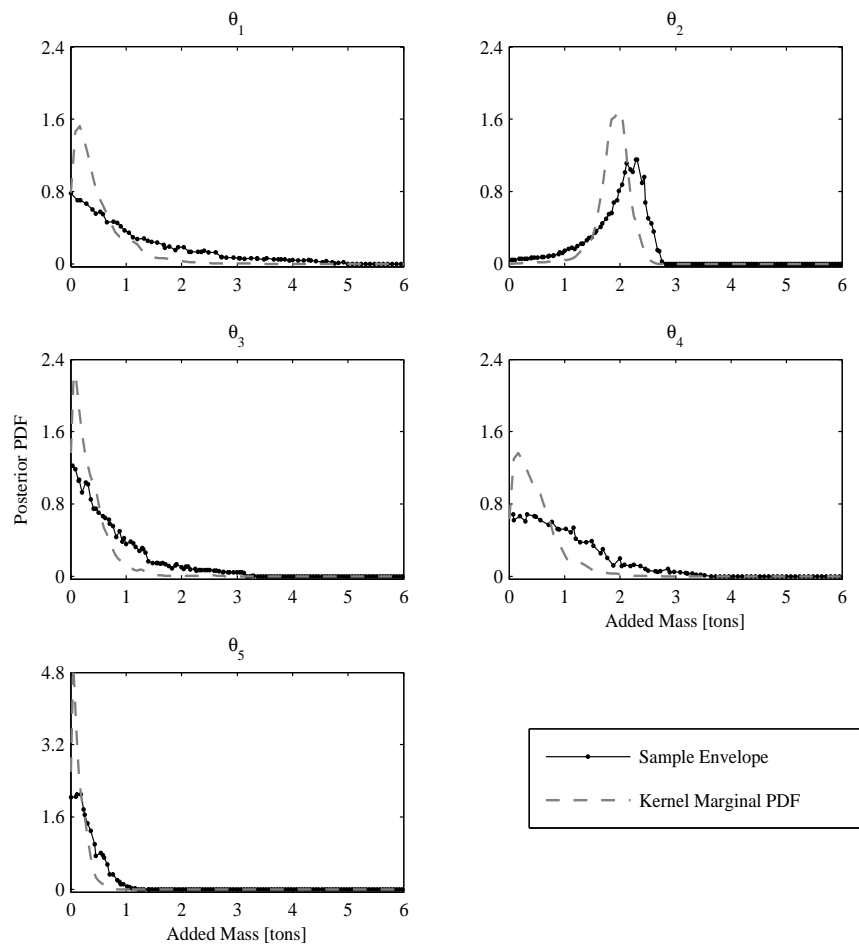 θ1
2.4
1.6
0.8
0
0 1 2 3 4 5 6
θ2
2.4
1.6
0.8
0
0 1 2 3 4 5 6
θ3
2.4
1.6
0.8
0
0 1 2 3 4 5 6
Posterior PDF
θ4
2.4
1.6
0.8
0
0 1 2 3 4 5 6
Added Mass [tons]
θ5
4.8
3.2
1.6
0
0 1 2 3 4 5 6
Added Mass [tons]
Sample Envelope
Kernel Marginal PDF